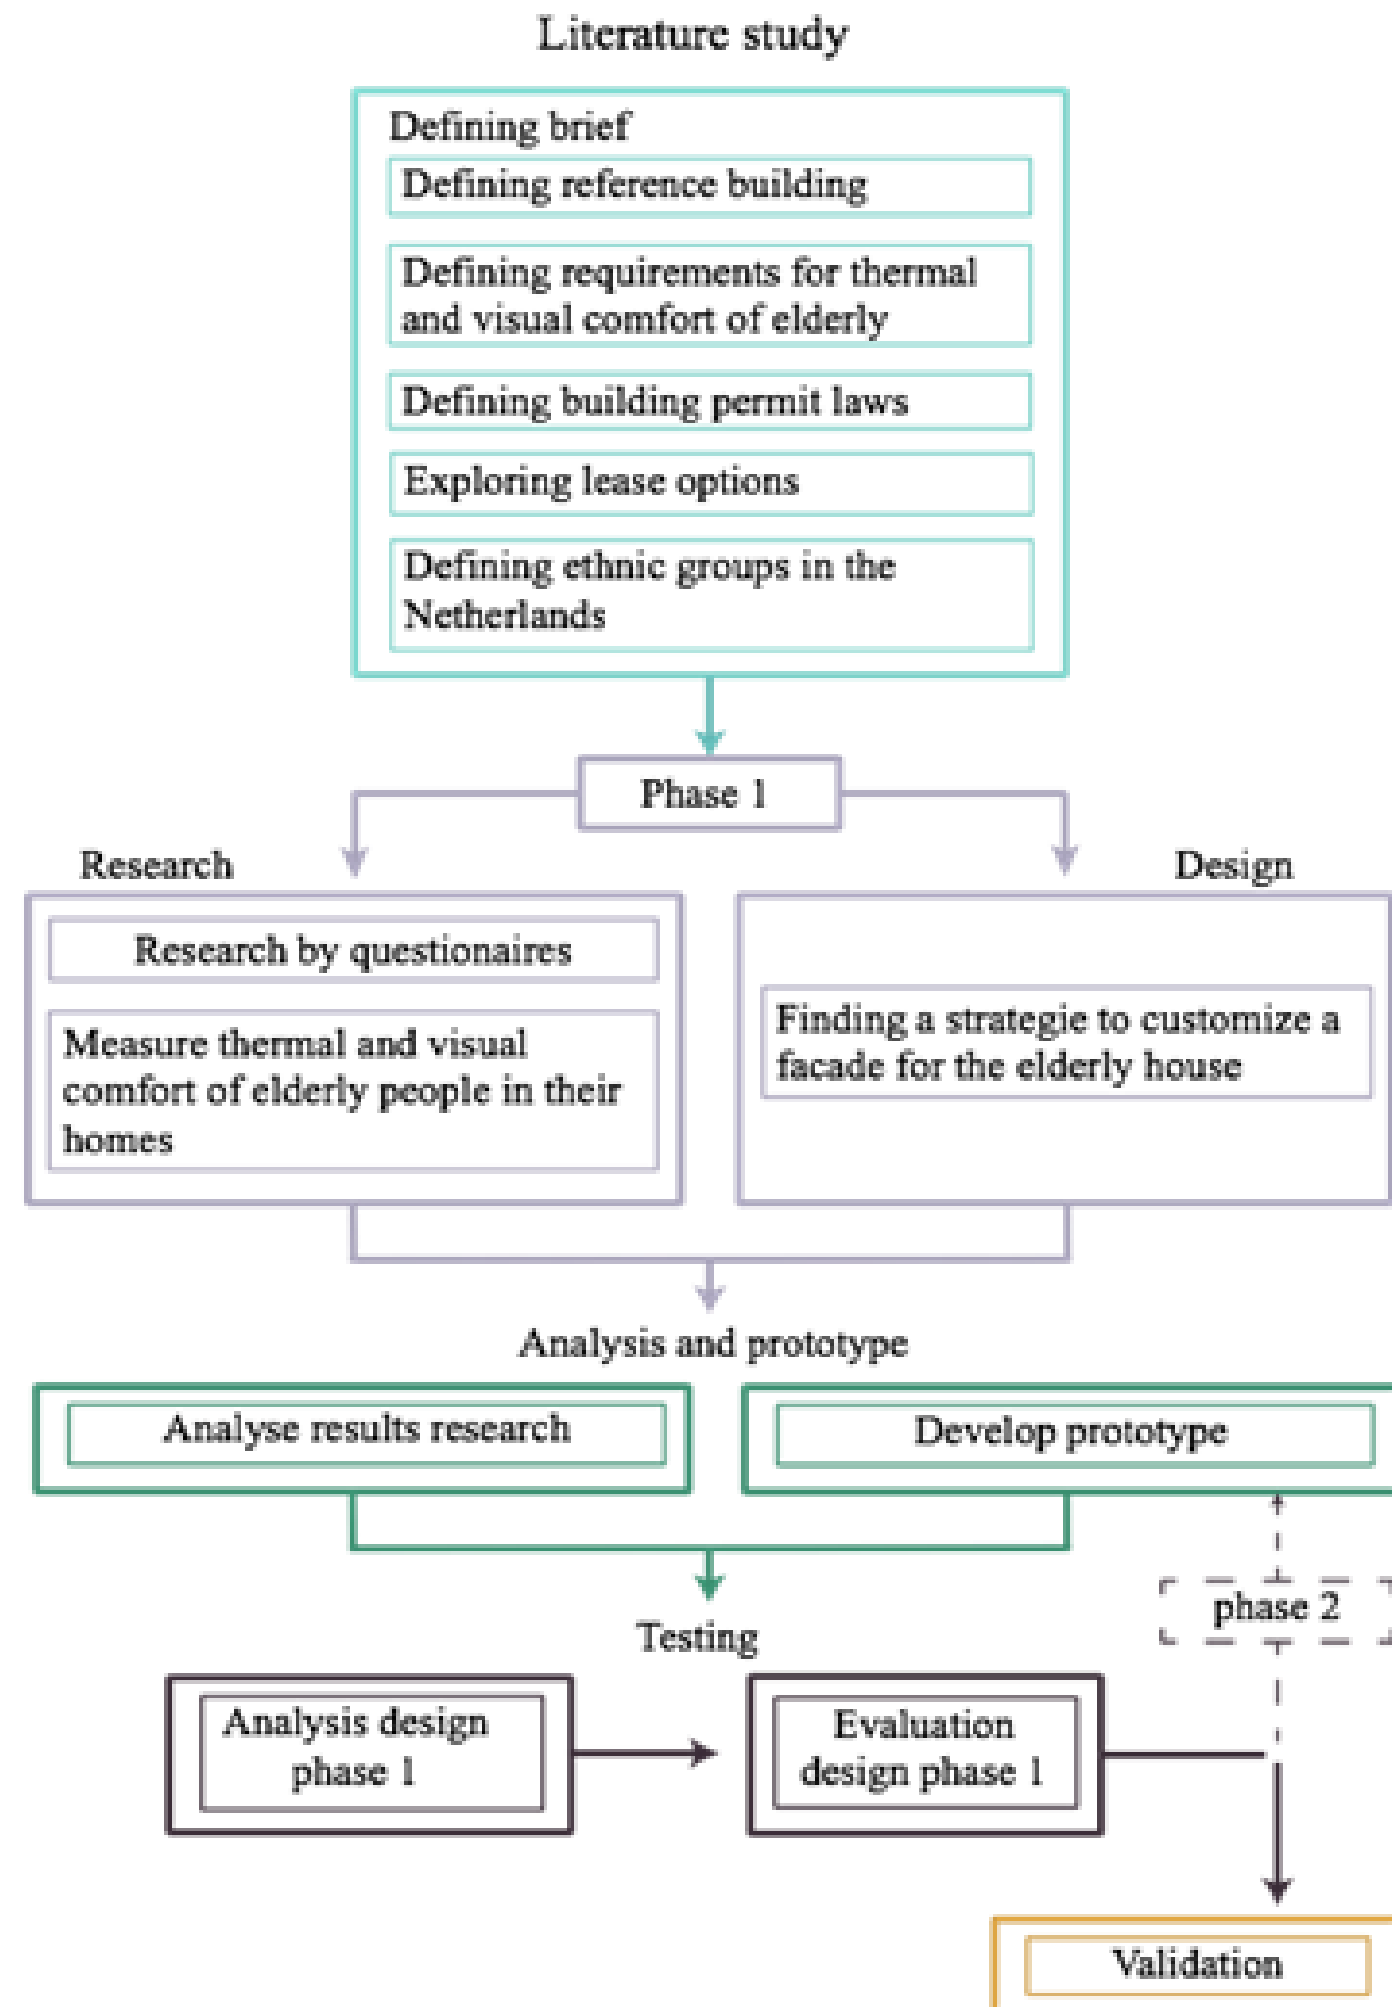 Literature study
Defining brief
Defining reference building
Defining requirements for thermal
and visual comfort of elderly
Defining building permit laws
Exploring lease options
Defining ethnic groups in the
Netherlands
Phase 1
Research
Research by questionaires
Measure thermal and visual
comfort of elderly people in their
homes
Design
Finding a strategie to customize a
facade for the elderly house
Analysis and prototype
Analyse results research
Develop prototype
phase 2
Testing
Analysis design
phase 1
Evaluation
design phase 1
Validation